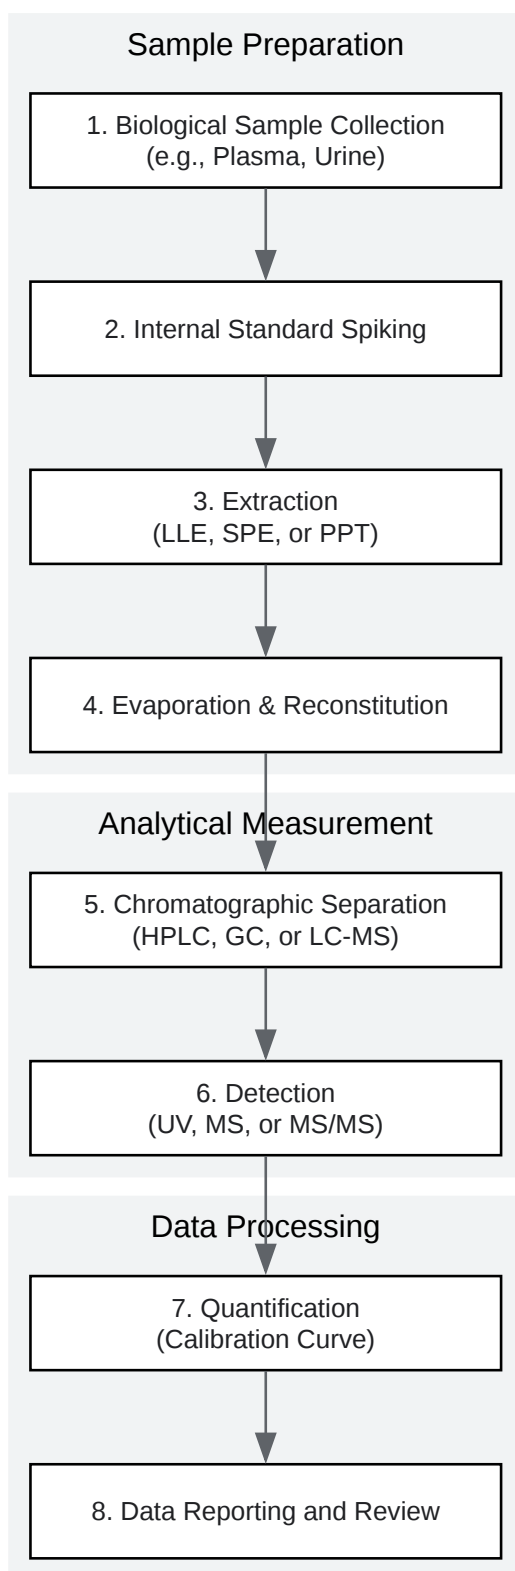 Sample Preparation
1. Biological Sample Collection
(e.g., Plasma, Urine)
2. Internal Standard Spiking
3. Extraction
(LLE, SPE, or PPT)
4. Evaporation & Reconstitution
Analytical Measurement
5. Chromatographic Separation
(HPLC, GC, or LC-MS)
6. Detection
(UV, MS, or MS/MS)
Data Processing
7. Quantification
(Calibration Curve)
8. Data Reporting and Review